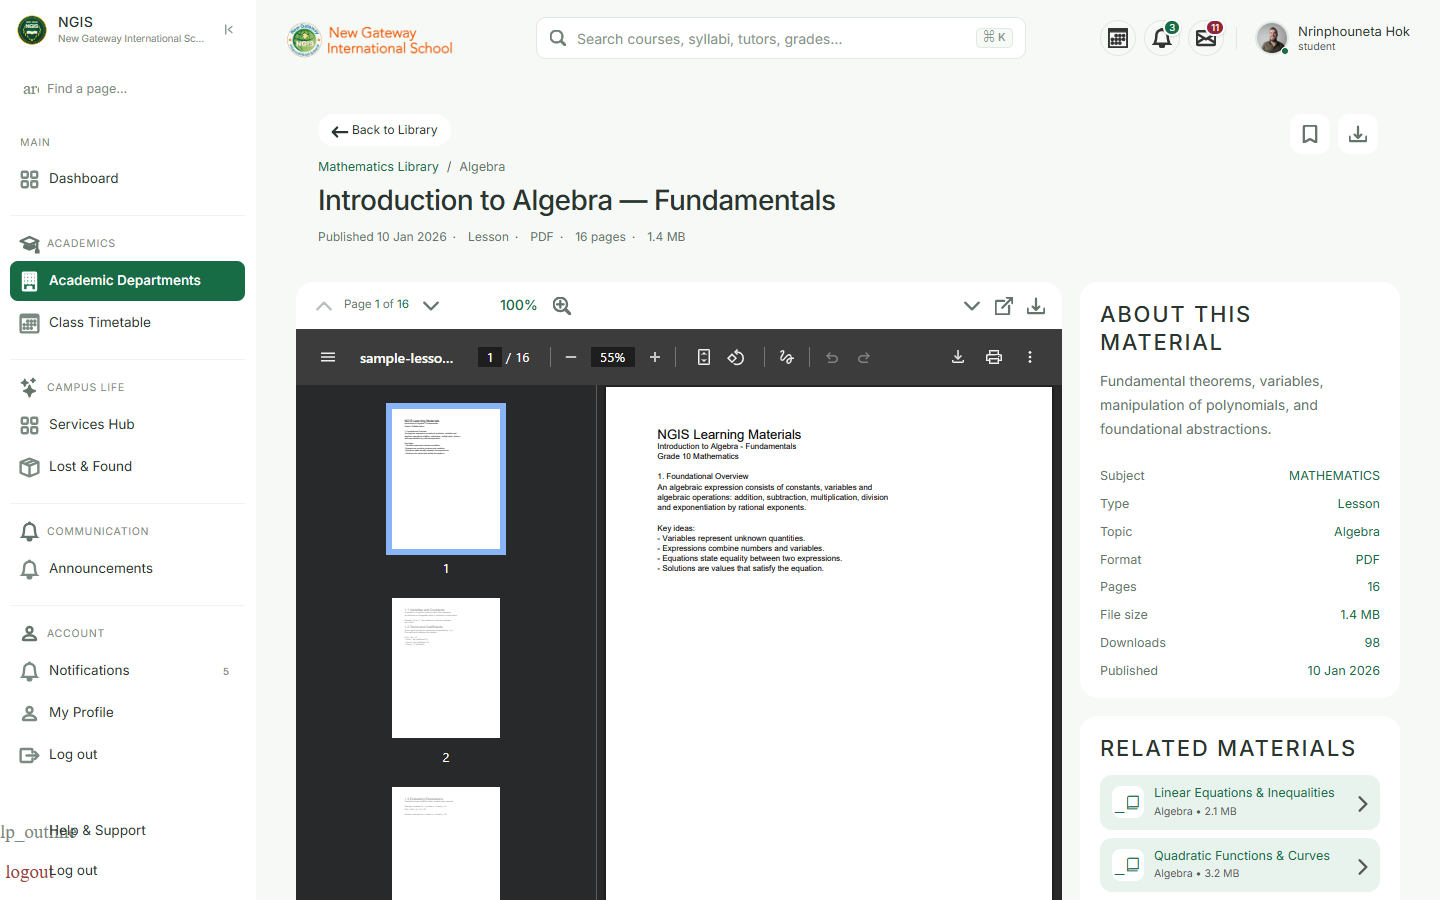 NGIS
New Gateway International Sc...
Find a page...
MAIN
Dashboard
ACADEMICS
Academic Departments
Class Timetable
CAMPUS LIFE
Services Hub
Lost & Found
COMMUNICATION
Announcements
ACCOUNT
Notifications 5
My Profile
Log out
Help & Support
logout Log out
New Gateway
International School
Search courses, syllabi, tutors, grades...
⌘ K
3
11
Nrinphouneta Hok
student
Back to Library
Mathematics Library / Algebra
Introduction to Algebra — Fundamentals
Published 10 Jan 2026 · Lesson · PDF · 16 pages · 1.4 MB
Page 1 of 16
100%
sample-lesso...
1 / 16
55%
1
2
NGIS Learning Materials
Introduction to Algebra - Fundamentals
Grade 10 Mathematics
1. Foundational Overview
An algebraic expression consists of constants, variables and
algebraic operations: addition, subtraction, multiplication, division
and exponentiation by rational exponents.
Key ideas:
- Variables represent unknown quantities.
- Expressions combine numbers and variables.
- Equations state equality between two expressions.
- Solutions are values that satisfy the equation.
ABOUT THIS
MATERIAL
Fundamental theorems, variables,
manipulation of polynomials, and
foundational abstractions.
Subject MATHEMATICS
Type Lesson
Topic Algebra
Format PDF
Pages 16
File size 1.4 MB
Downloads 98
Published 10 Jan 2026
RELATED MATERIALS
Linear Equations & Inequalities
Algebra • 2.1 MB
Quadratic Functions & Curves
Algebra • 3.2 MB